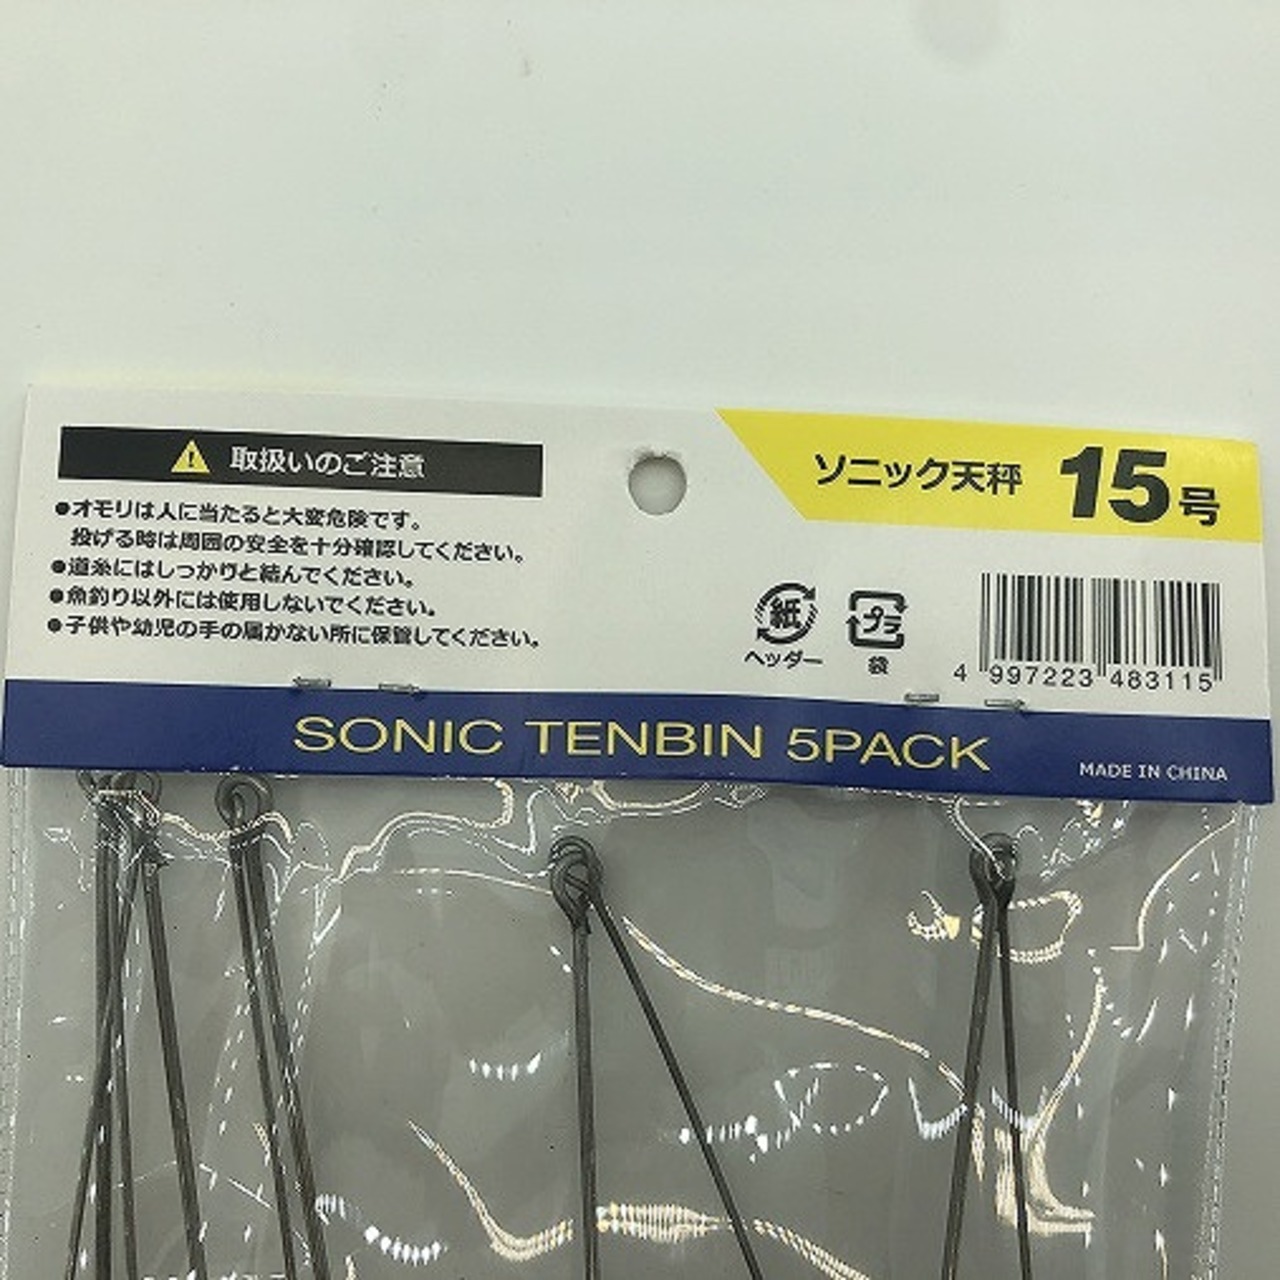 取扱いのご注意
●オモリは人に当たると大変危険です。
投げる時は周囲の安全を十分確認してください。
●道糸にはしっかりと結んでください。
●魚釣り以外には使用しないでください。
●子供や幼児の手の届かない所に保管してください。
ソニック天秤 15号
紙
ヘッダー
プラ
袋
4 997223 483115
SONIC TENBIN 5PACK
MADE IN CHINA